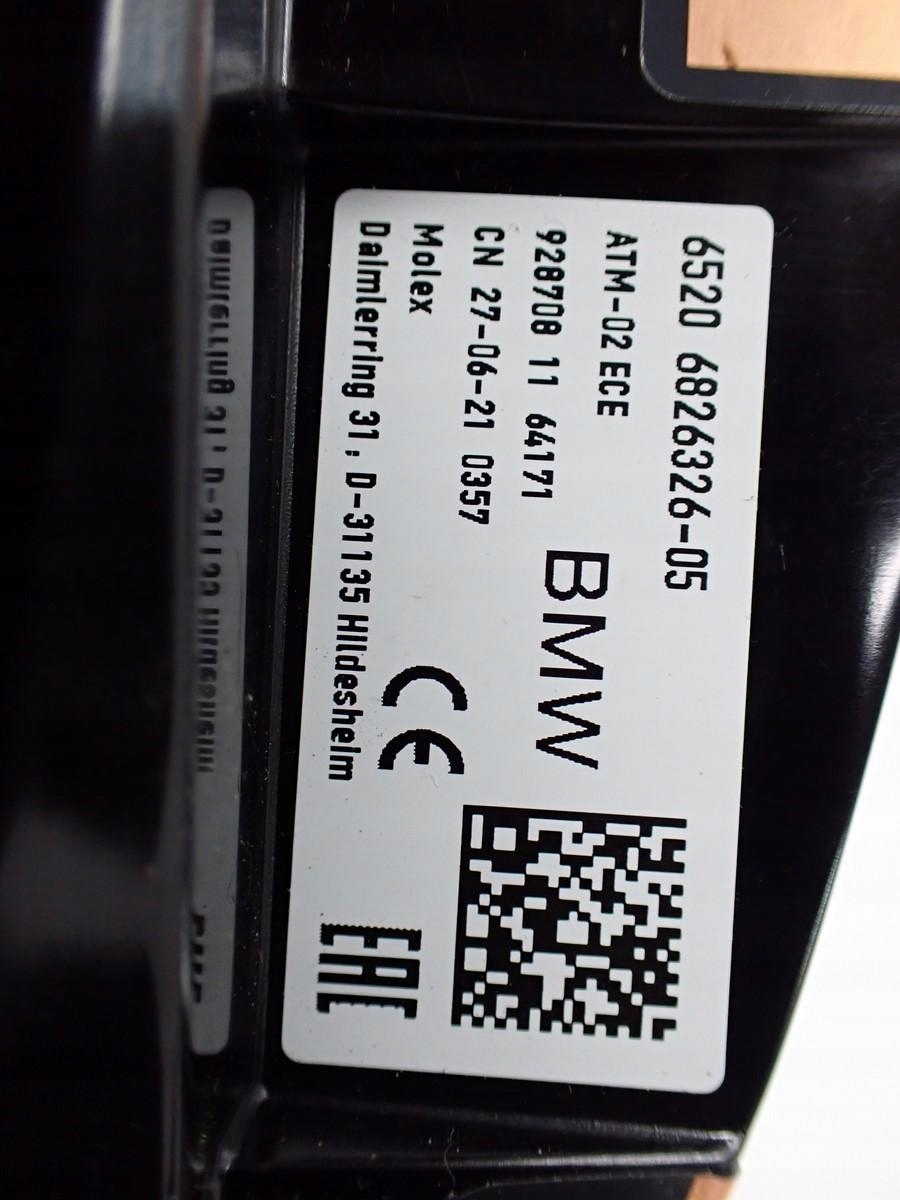 6520 6826326-05
ATM-02 ECE
928708 11 64171
BMW
CN 27-06-21 0357
Molex
CE
Daimlerring 31, D-31135 Hildesheim
EAC